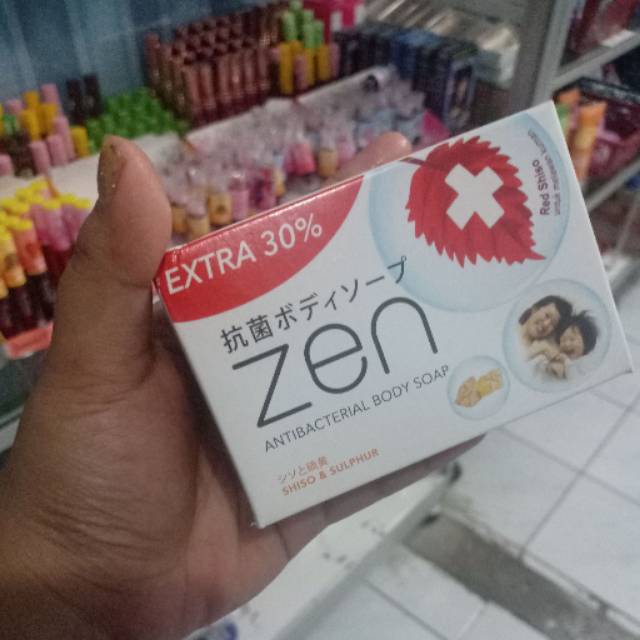 EXTRA 30%
抗菌ボディソープ
zen
ANTIBACTERIAL BODY SOAP
シソと硫黄
SHISO & SULPHUR
Red Shiso